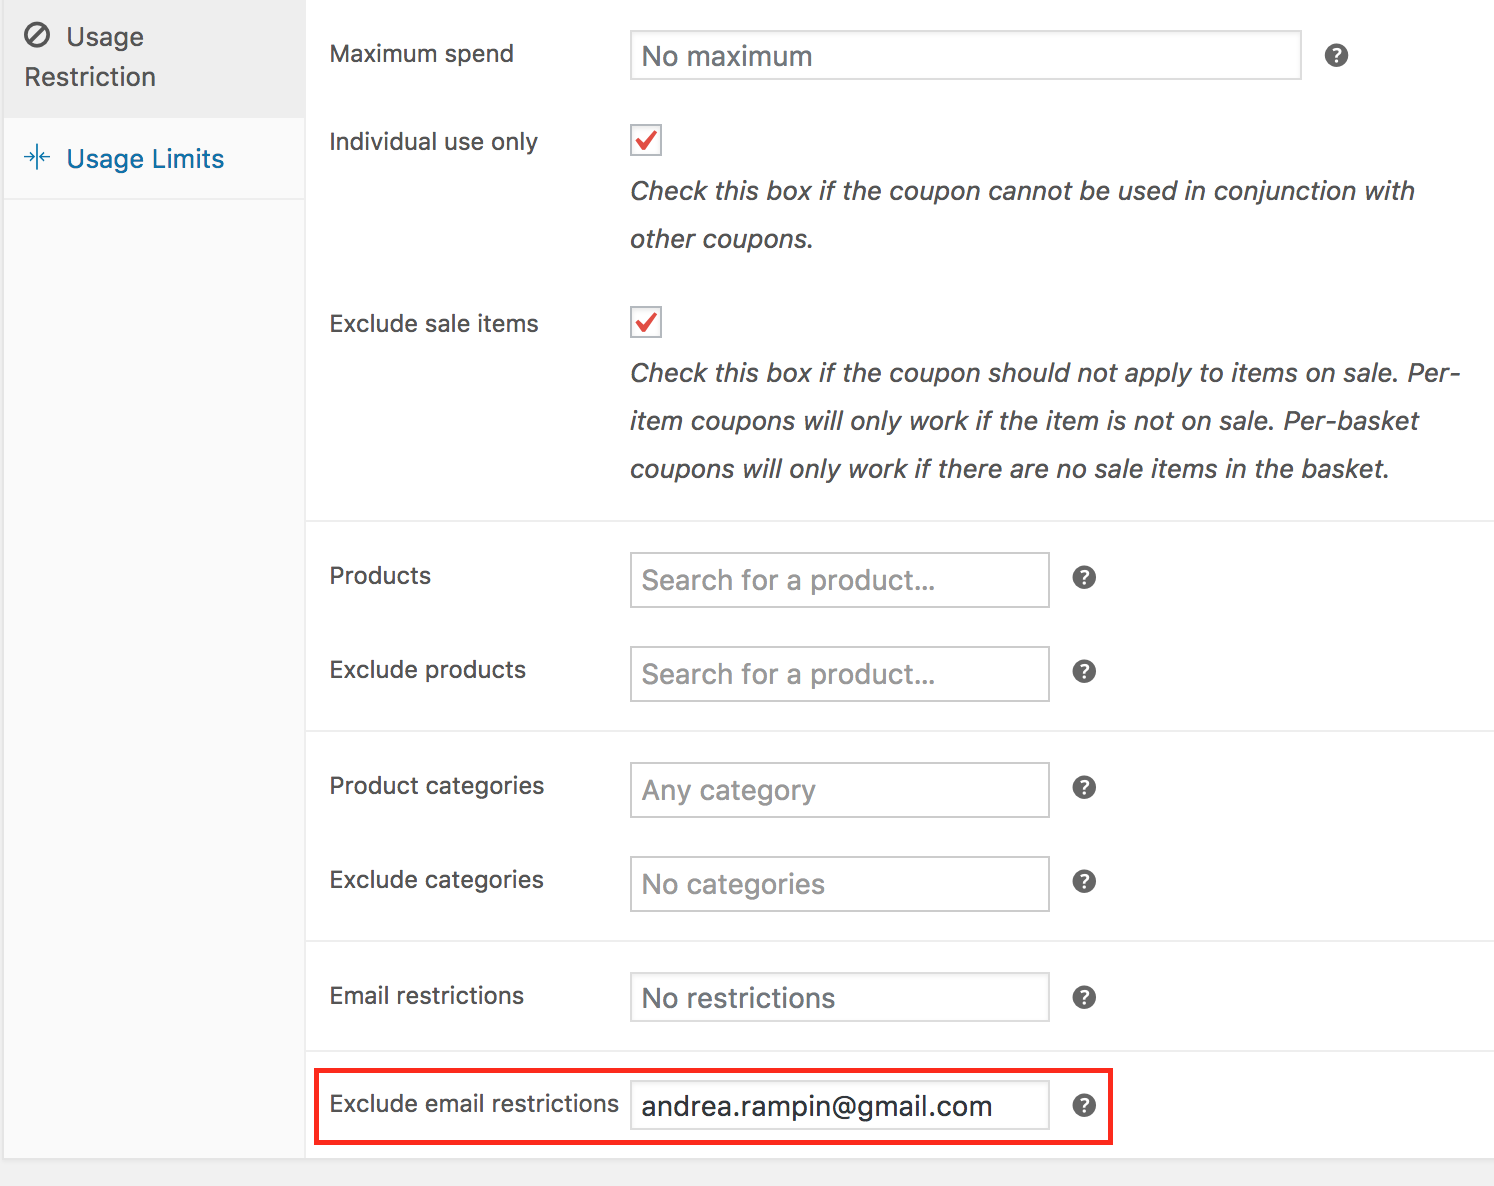 Usage
Restriction
Usage Limits
Maximum spend
No maximum
Individual use only
Check this box if the coupon cannot be used in conjunction with
other coupons.
Exclude sale items
Check this box if the coupon should not apply to items on sale. Per-
item coupons will only work if the item is not on sale. Per-basket
coupons will only work if there are no sale items in the basket.
Products
Search for a product...
Exclude products
Search for a product...
Product categories
Any category
Exclude categories
No categories
Email restrictions
No restrictions
Exclude email restrictions
andrea.rampin@gmail.com